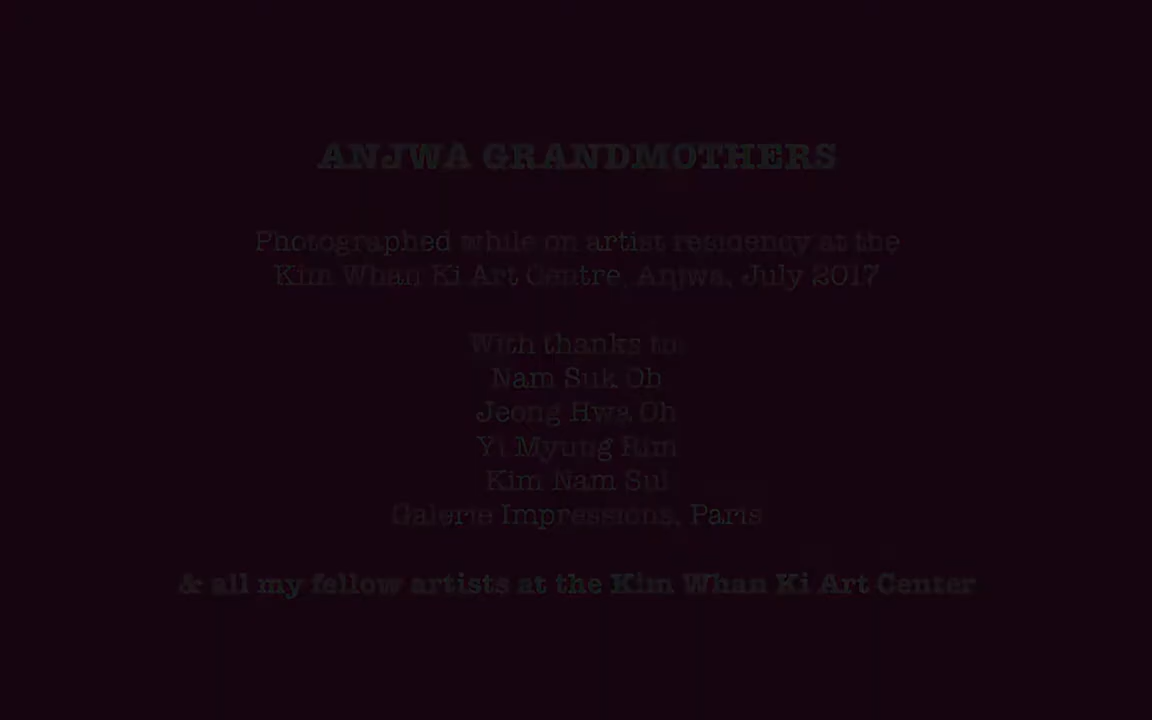 ANJWA GRANDMOTHERS
Photographed while on artist residency at the
Kim Whan Ki Art Centre, Anjwa, July 2017
With thanks to:
Nam Suk Oh
Jeong Hwa Oh
Yi Myung Rim
Kim Nam Sul
Galerie Impressions, Paris
& all my fellow artists at the Kim Whan Ki Art Center